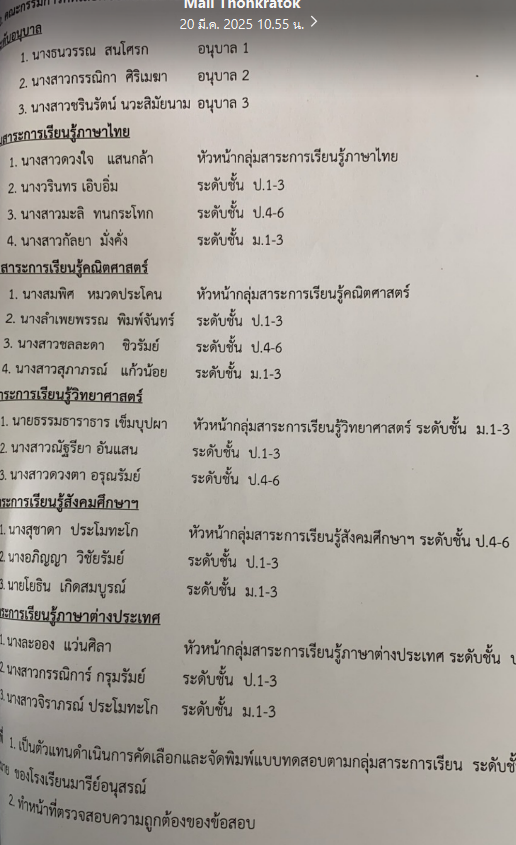 Mali Thonkratok
20 มี.ค. 2025 10.55 น.
ระดับอนุบาล
1. นางธนวรรณ สนโศรก อนุบาล 1
2. นางสาวกรรณิกา ศิริเมฆา อนุบาล 2
3. นางสาวชรินรัตน์ นวะสิมัยนาม อนุบาล 3
สาระการเรียนรู้ภาษาไทย
1. นางสาวดวงใจ แสนกล้า หัวหน้ากลุ่มสาระการเรียนรู้ภาษาไทย
2. นางวรินทร เอิบอิ่ม ระดับชั้น ป.1-3
3. นางสาวมะลิ ทนกระโทก ระดับชั้น ป.4-6
4. นางสาวกัลยา มั่งคั่ง ระดับชั้น ม.1-3
สาระการเรียนรู้คณิตศาสตร์
1. นางสมพิศ หมวดประโคน หัวหน้ากลุ่มสาระการเรียนรู้คณิตศาสตร์
2. นางลำเพยพรรณ พิมพ์จันทร์ ระดับชั้น ป.1-3
3. นางสาวชลละดา ชิวรัมย์ ระดับชั้น ป.4-6
4. นางสาวสุภาภรณ์ แก้วน้อย ระดับชั้น ม.1-3
สาระการเรียนรู้วิทยาศาสตร์
1. นายธรรมธาราธาร เข็มบุปผา หัวหน้ากลุ่มสาระการเรียนรู้วิทยาศาสตร์ ระดับชั้น ม.1-3
2. นางสาวณัฐรียา อันแสน ระดับชั้น ป.1-3
3. นางสาวดวงตา อรุณรัมย์ ระดับชั้น ป.4-6
ระการเรียนรู้สังคมศึกษาฯ
1. นางสุชาดา ประโมทะโก หัวหน้ากลุ่มสาระการเรียนรู้สังคมศึกษาฯ ระดับชั้น ป.4-6
2. นางอภิญญา วิชัยรัมย์ ระดับชั้น ป.1-3
3. นายโยธิน เกิดสมบูรณ์ ระดับชั้น ม.1-3
ระการเรียนรู้ภาษาต่างประเทศ
1. นางละออง แว่นศิลา หัวหน้ากลุ่มสาระการเรียนรู้ภาษาต่างประเทศ ระดับชั้น
2. นางสาวกรรณิการ์ กรุมรัมย์ ระดับชั้น ป.1-3
3. นางสาวจิราภรณ์ ประโมทะโก ระดับชั้น ม.1-3
1. เป็นตัวแทนดำเนินการคัดเลือกและจัดพิมพ์แบบทดสอบตามกลุ่มสาระการเรียน ระดับชั้
ของโรงเรียนมารีย์อนุสรณ์
2. ทำหน้าที่ตรวจสอบความถูกต้องของข้อสอบ